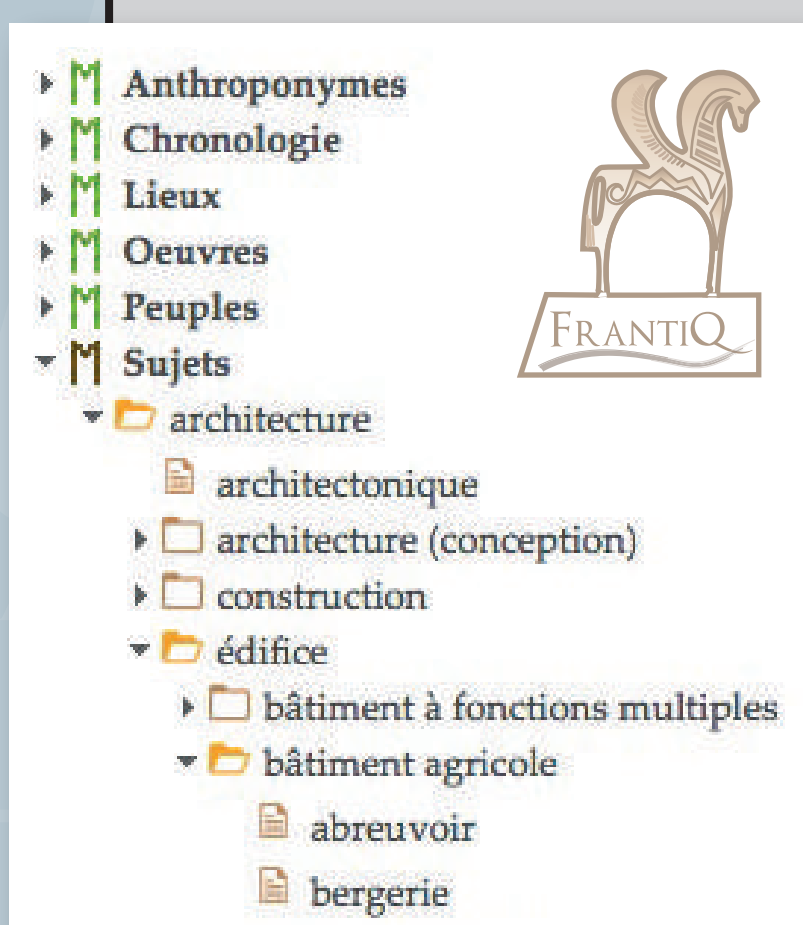 Anthroponymes
Chronologie
Lieux
Oeuvres
Peuples
Sujets
FRANTIQ
architecture
architectonique
architecture (conception)
construction
édifice
bâtiment à fonctions multiples
bâtiment agricole
abreuvoir
bergerie